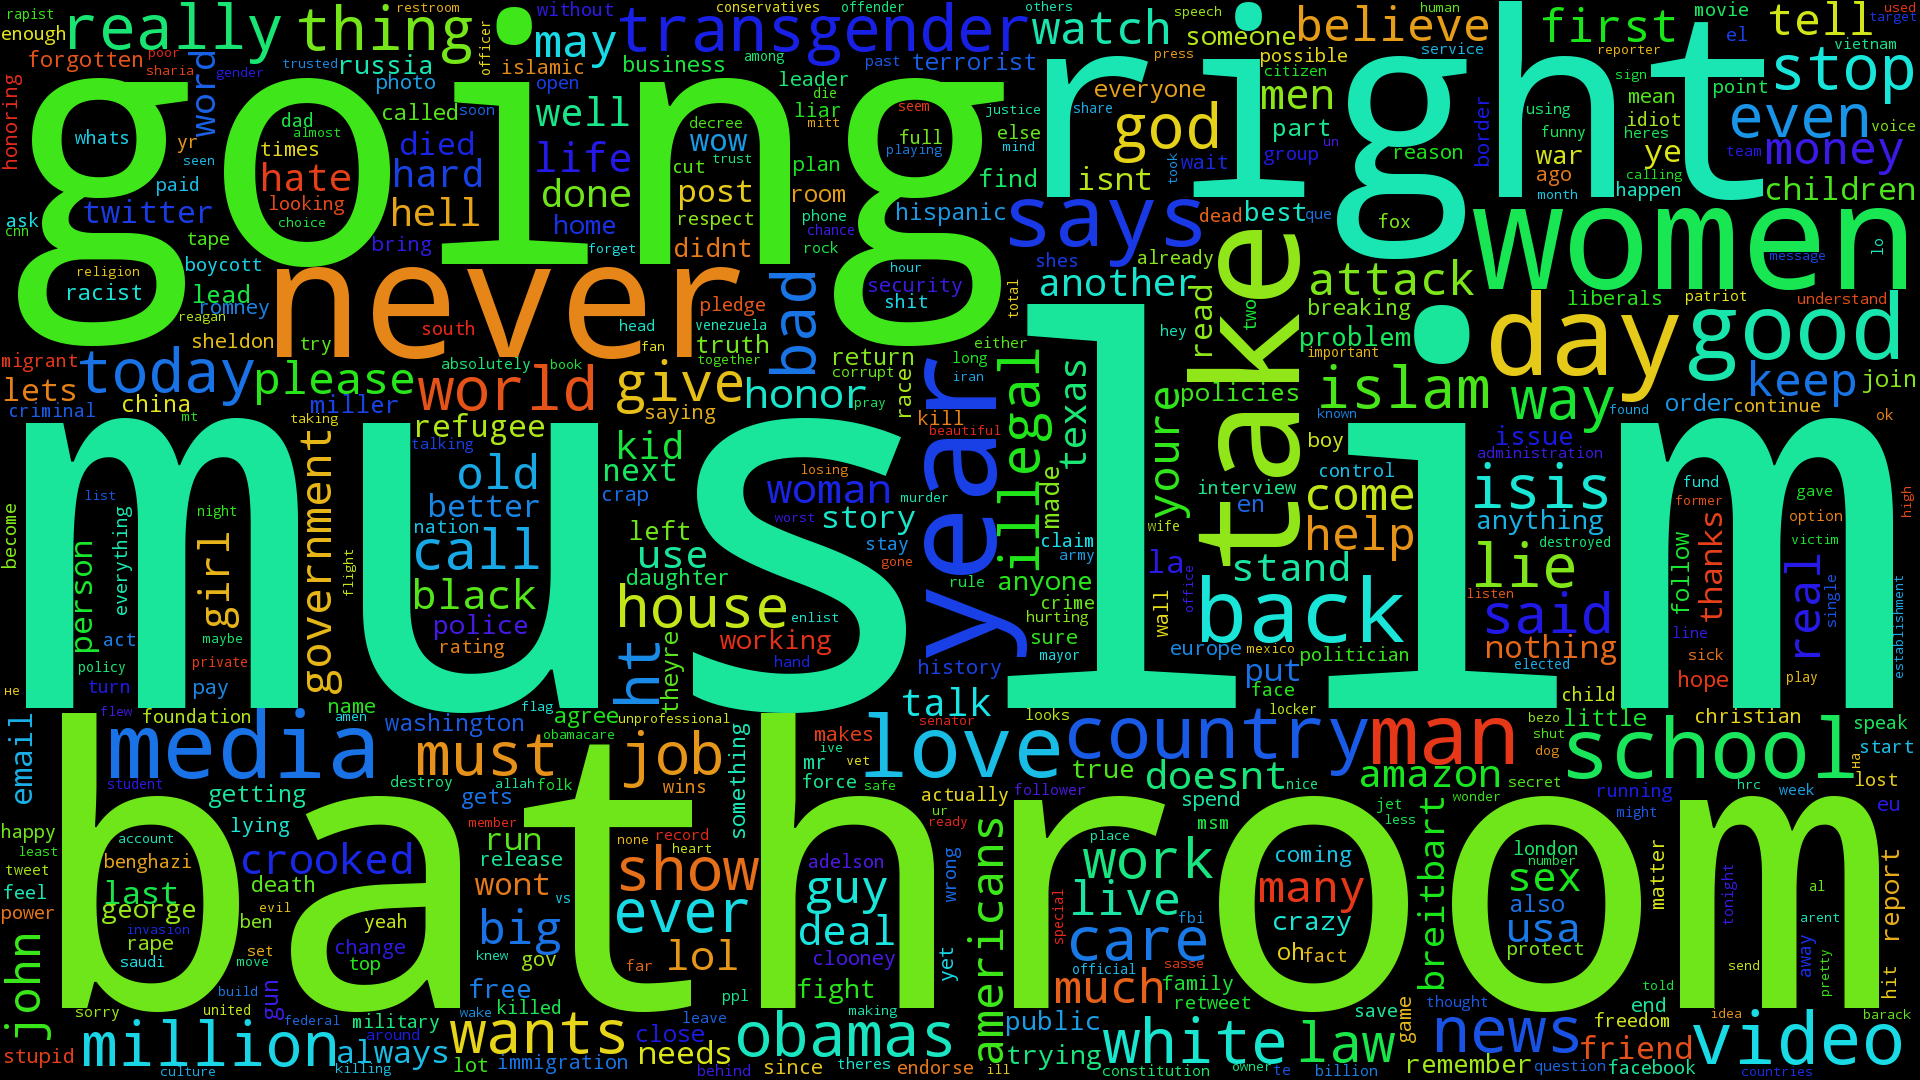 rapist
enough
really
thing
restroom
officer
without
may
transgender
conservatives
offender
others
watch
speech
someone
human
believe
first
movie
tell
used
target
forgotten
poor
sharia
gender
word
trusted
russia
photo
islamic
open
business
among
past
terrorist
press
possible
service
citizen
reporter
el
vietnam
stop
honoring
going
right
whats
yr
seen
dad
almost
times
hate
looking
choice
called
soon
died
hard
hell
well
life
done
home
forget
decree
wow
cut
trust
post
respect
didnt
leader
die
liar
mitt
plan
room
phone
chance
rock
seem
full
playing
justice
else
mind
share
everyone
god
men
part
isnt
took
wait
group
un
find
reason
border
sign
mean
point
using
idiot
funny
heres
even
voice
war
ago
ye
team
money
calling
month
happen
children
ask
cnn
paid
twitter
tape
bring
hispanic
says
dead
best
que
fox
women
message
lo
boycott
religion
racist
lead
romney
reagan
never
south
pledge
head
venezuela
bad
hour
security
shit
total
shes
already
another
take
attack
breaking
liberals
patriot
understand
day
good
migrant
sheldon
try
fan
truth
together
return
corrupt
either
long
iran
hey
read
two
problem
important
lets
today
please
absolutely
book
world
give
honor
races
year
illegal
texas
youre
policies
islam
way
keep
join
criminal
china
mt
miller
taking
refugee
saying
pray
kill
beautiful
known
found
order
continue
ok
muslim
government
talking
kid
next
crap
old
better
nation
call
losing
woman
worst
murder
story
made
boy
control
interview
come
issue
administration
isis
anything
fund
former
gave
option
high
become
person
list
everything
night
girl
flight
left
use
daughter
stay
gone
claim
army
wife
en
help
stand
destroyed
lie
follow
thanks
victim
real
single
establishment
act
maybe
policy
private
turn
pay
black
police
rating
house
working
enlist
hand
rule
anyone
crime
hurting
sure
mayor
wall
la
office
back
europe
mexico
put
politician
listen
said
nothing
elected
line
sick
hope
play
не
flew
foundation
name
amen
washington
flag
ht
theyre
history
agree
unprofessional
obamacare
talk
senator
looks
face
locker
child
bezo
little
christian
speak
email
media
student
must
job
something
makes
mr
ive
vet
force
safe
love
country
man
true
doesnt
nice
amazon
shut
dog
secret
school
на
lost
start
getting
destroy
allah
folk
gets
wins
actually
follower
spend
jet
less
wonder
running
hrc
week
might
eu
happy
least
tweet
feel
power
lying
account
benghazi
last
george
invasion
rape
saudi
bathroom
crooked
death
evil
ben
set
move
yeah
change
top
member
run
release
wont
vs
none
record
heart
show
ever
adelson
guy
deal
clooney
ur
ready
wrong
yet
americans
msm
place
work
live
special
care
fbi
official
sasse
coming
many
crazy
oh
fact
breitbart
london
number
sex
also
usa
protect
matter
tonight
al
arent
away
send
pretty
report
hit
john
sorry
build
united
gun
big
knew
gov
free
killed
far
lol
ppl
fight
much
family
retweet
thought
told
end
stupid
million
culture
federal
around
killing
always
military
wake
wants
lot
immigration
close
leave
needs
behind
obamas
making
since
theres
endorse
ill
public
trying
constitution
white
owner
te
law
billion
save
game
news
remember
question
freedom
friend
facebook
idea
video
countries
barack